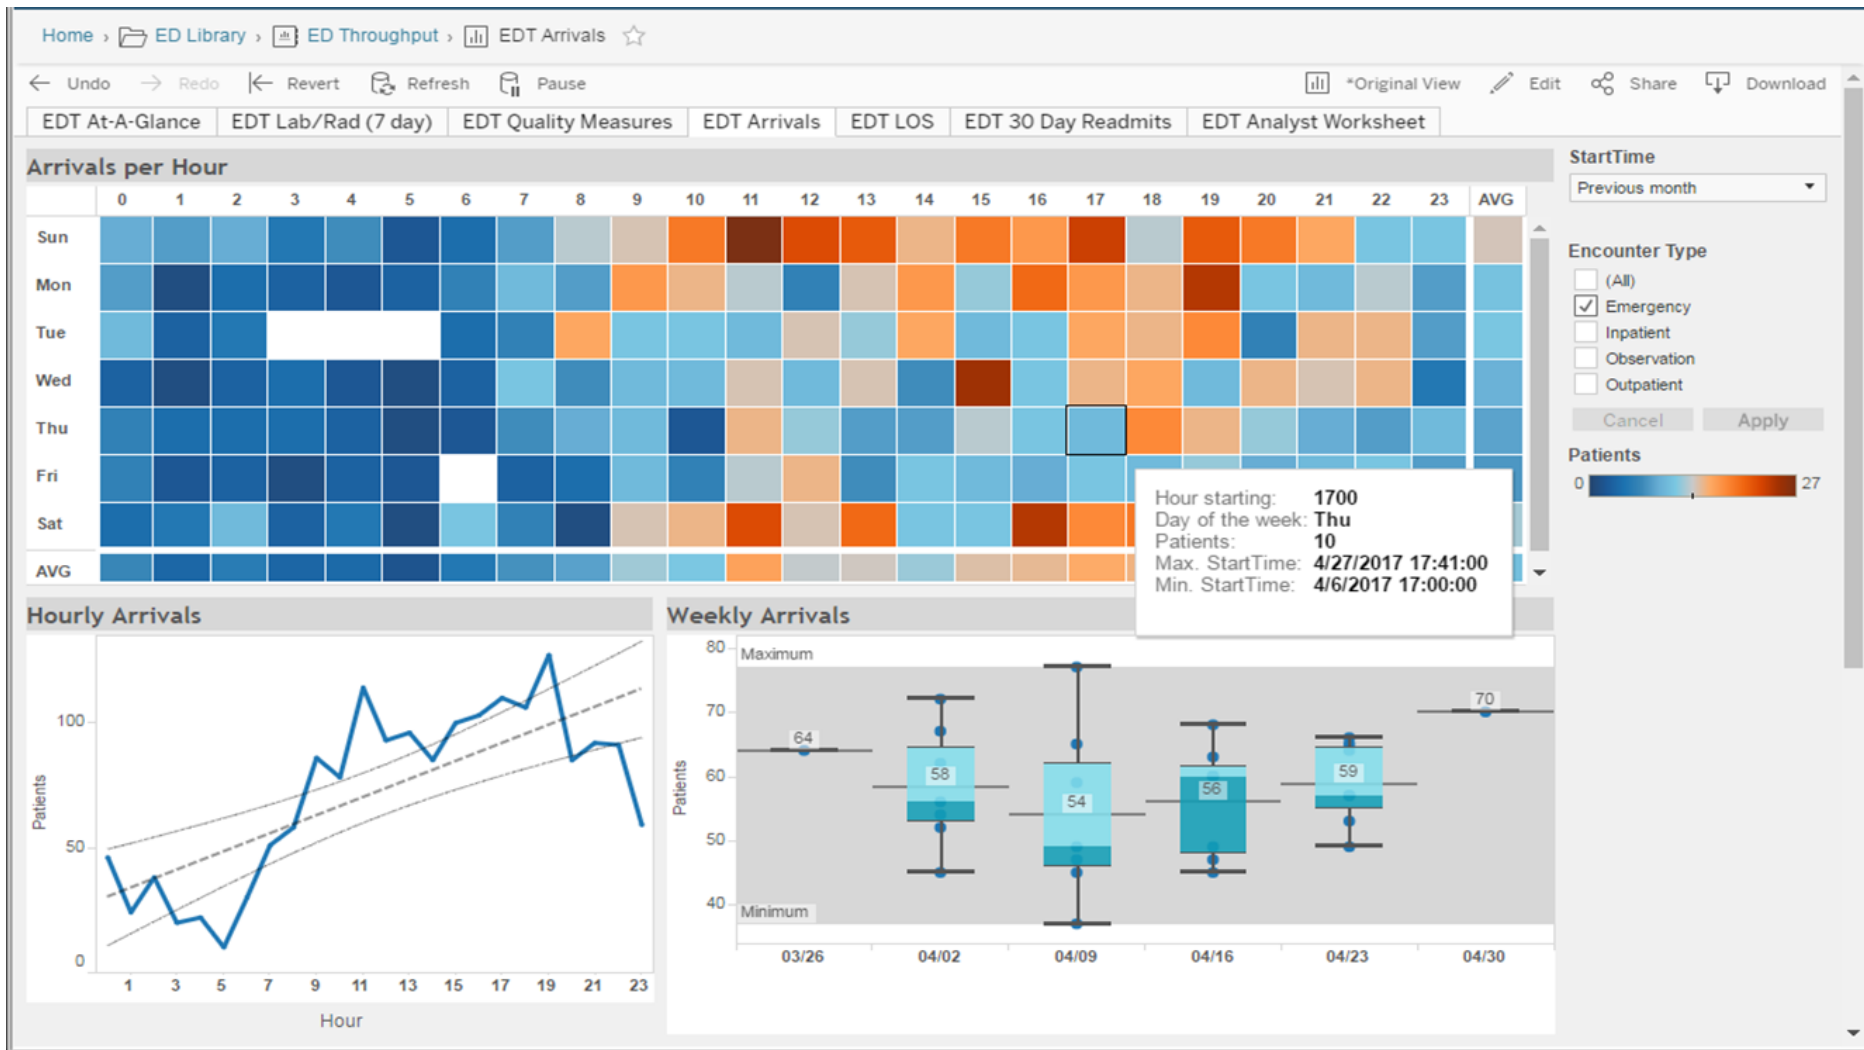 Home › ED Library › ED Throughput › EDT Arrivals
Undo Redo Revert Refresh Pause *Original View Edit Share Download
EDT At-A-Glance EDT Lab/Rad (7 day) EDT Quality Measures EDT Arrivals EDT LOS EDT 30 Day Readmits EDT Analyst Worksheet
Arrivals per Hour
0 1 2 3 4 5 6 7 8 9 10 11 12 13 14 15 16 17 18 19 20 21 22 23 AVG
Sun
Mon
Tue
Wed
Thu
Fri
Sat
AVG
Hour starting: 1700
Day of the week: Thu
Patients: 10
Max. StartTime: 4/27/2017 17:41:00
Min. StartTime: 4/6/2017 17:00:00
StartTime
Previous month
Encounter Type
(All)
Emergency
Inpatient
Observation
Outpatient
Cancel Apply
Patients
0 27
Hourly Arrivals
Patients
100
50
0
1 3 5 7 9 11 13 15 17 19 21 23
Hour
Weekly Arrivals
Patients
80
70
60
50
40
Maximum
64
58
54
56
59
70
Minimum
03/26 04/02 04/09 04/16 04/23 04/30